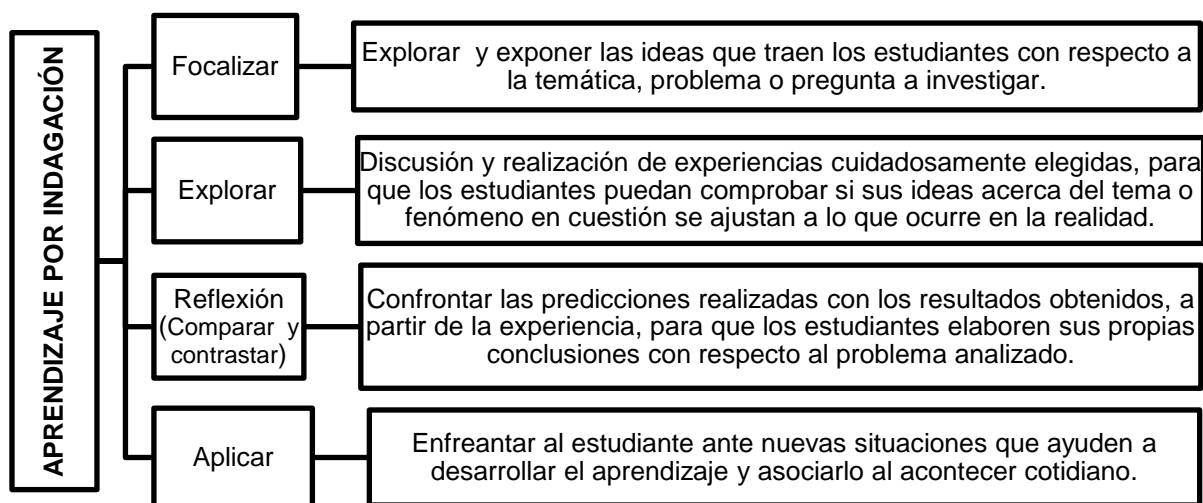 APRENDIZAJE POR INDAGACIÓN
Focalizar
Explorar y exponer las ideas que traen los estudiantes con respecto a
la temática, problema o pregunta a investigar.
Explorar
Discusión y realización de experiencias cuidadosamente elegidas, para
que los estudiantes puedan comprobar si sus ideas acerca del tema o
fenómeno en cuestión se ajustan a lo que ocurre en la realidad.
Reflexión
(Comparar y
contrastar)
Confrontar las predicciones realizadas con los resultados obtenidos, a
partir de la experiencia, para que los estudiantes elaboren sus propias
conclusiones con respecto al problema analizado.
Aplicar
Enfreantar al estudiante ante nuevas situaciones que ayuden a
desarrollar el aprendizaje y asociarlo al acontecer cotidiano.